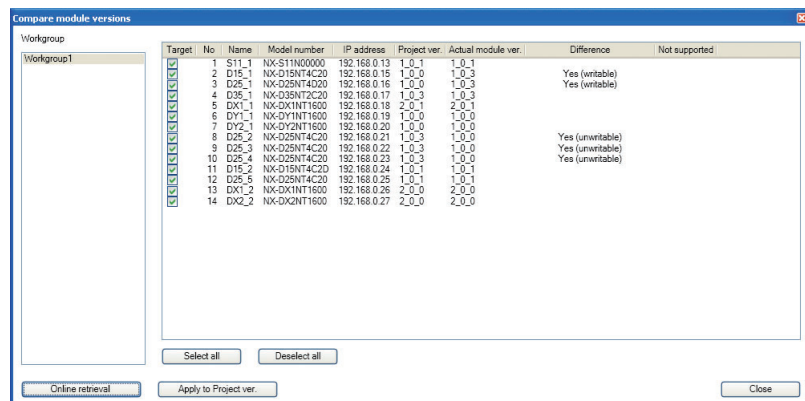 Compare module versions
Workgroup
Workgroup1
Target No Name Model number IP address Project ver. Actual module ver. Difference Not supported
1 S11_1 NX-S11N00000 192.168.0.13 1_0_1 1_0_1
2 D15_1 NX-D15NT4C20 192.168.0.15 1_0_0 1_0_3 Yes (writable)
3 D25_1 NX-D25NT4D20 192.168.0.16 1_0_0 1_0_3 Yes (writable)
4 D35_1 NX-D35NT2C20 192.168.0.17 1_0_3 1_0_3
5 DX1_1 NX-DX1NT1600 192.168.0.18 2_0_1 2_0_1
6 DY1_1 NX-DY1NT1600 192.168.0.19 1_0_0 1_0_0
7 DY2_1 NX-DY2NT1600 192.168.0.20 1_0_0 1_0_0
8 D25_2 NX-D25NT4C20 192.168.0.21 1_0_3 1_0_0 Yes (unwritable)
9 D25_3 NX-D25NT4C20 192.168.0.22 1_0_3 1_0_0 Yes (unwritable)
10 D25_4 NX-D25NT4C20 192.168.0.23 1_0_3 1_0_0 Yes (unwritable)
11 D15_2 NX-D15NT4C2D 192.168.0.24 1_0_1 1_0_1
12 D25_5 NX-D25NT4C20 192.168.0.25 1_0_1 1_0_1
13 DX1_2 NX-DX1NT1600 192.168.0.26 2_0_0 2_0_0
14 DX2_2 NX-DX2NT1600 192.168.0.27 2_0_0 2_0_0
Select all Deselect all
Online retrieval Apply to Project ver. Close